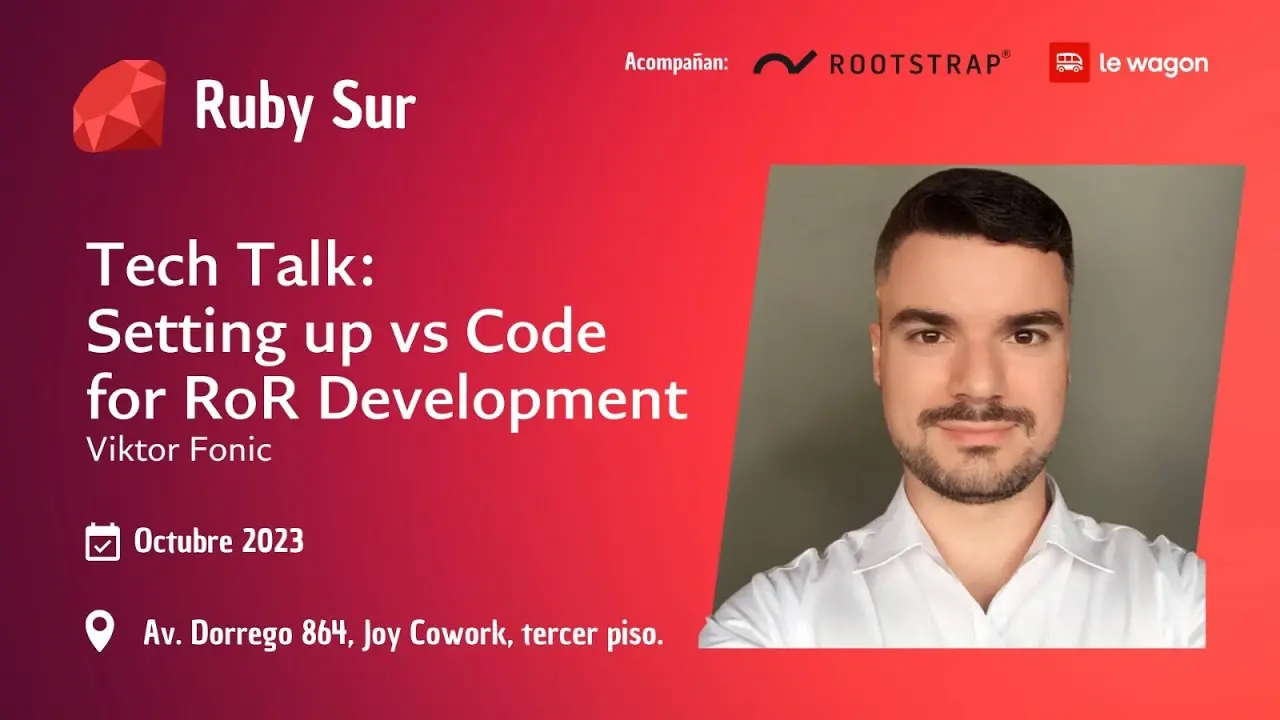 Acompañan:
ROOTSTRAP®
le wagon
Ruby Sur
Tech Talk:
Setting up vs Code
for RoR Development
Viktor Fonic
Octubre 2023
Av. Dorrego 864, Joy Cowork, tercer piso.